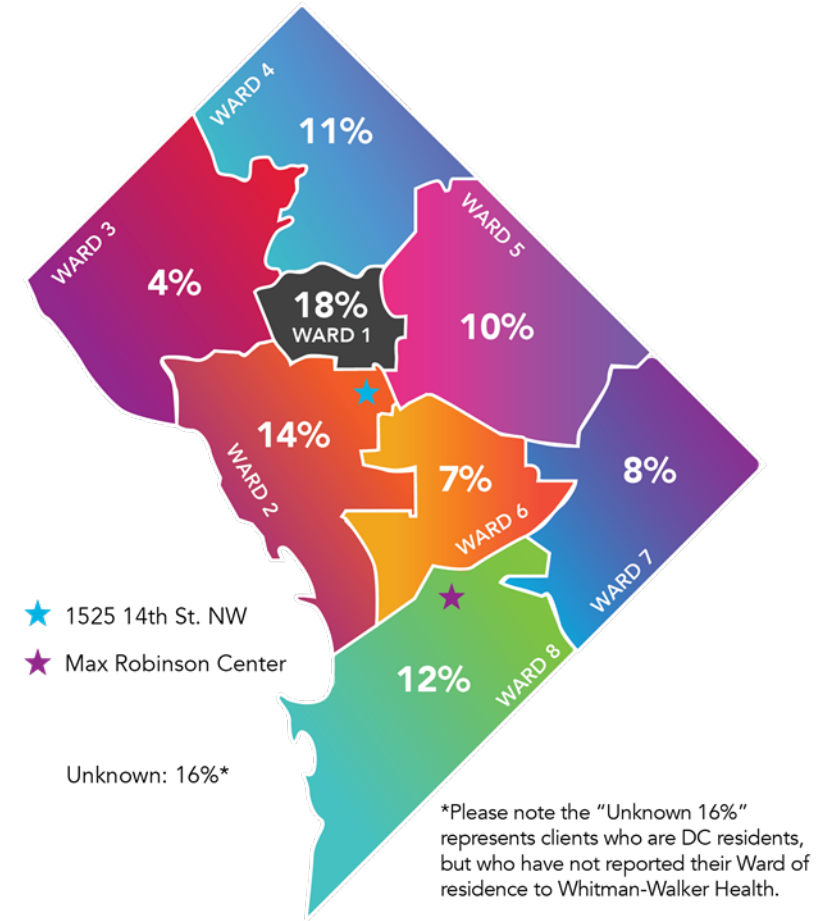 WARD 4
11%
WARD 3
4%
WARD 5
10%
18%
WARD 1
14%
WARD 2
7%
WARD 6
8%
WARD 7
1525 14th St. NW
Max Robinson Center
12%
WARD 8
Unknown: 16%*
*Please note the “Unknown 16%”
represents clients who are DC residents,
but who have not reported their Ward of
residence to Whitman-Walker Health.